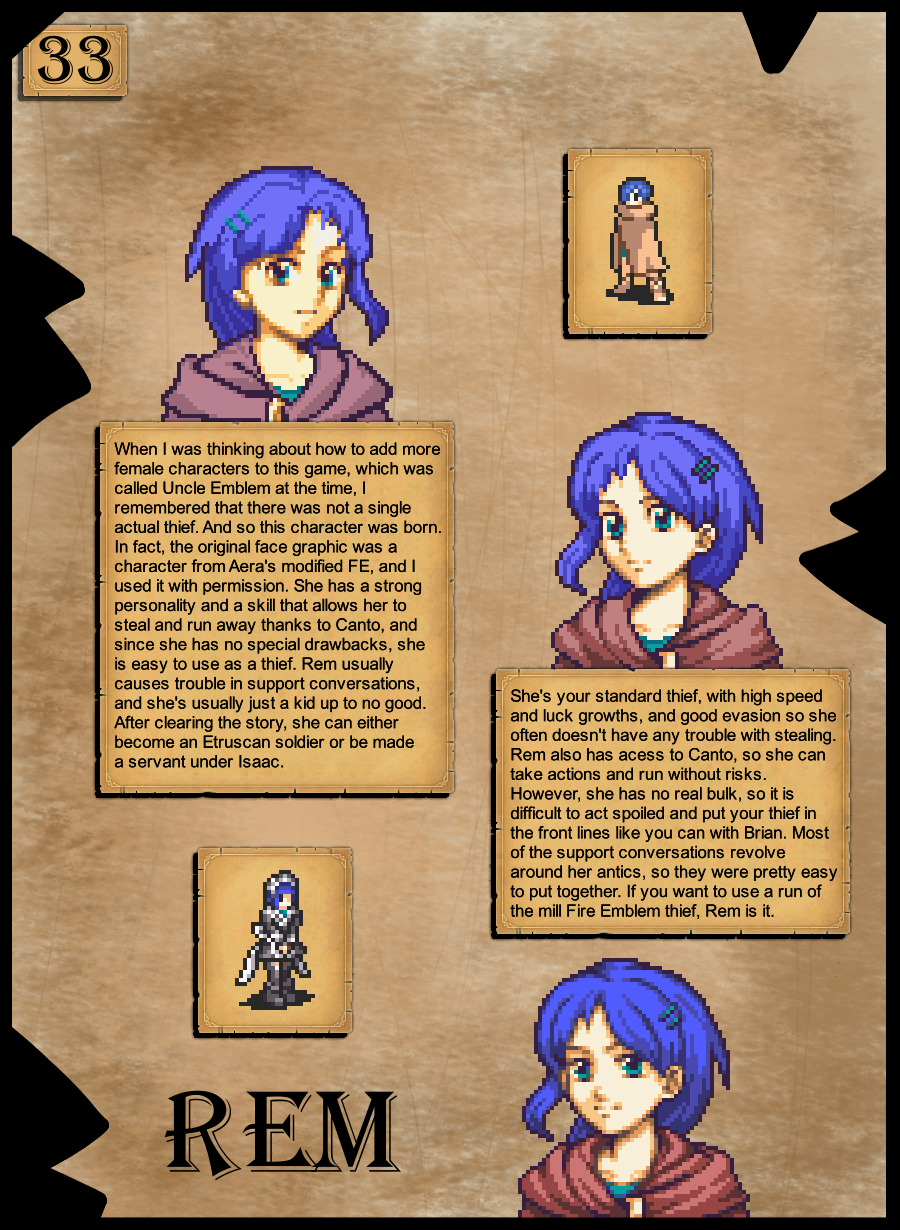 33
When I was thinking about how to add more
female characters to this game, which was
called Uncle Emblem at the time, I
remembered that there was not a single
actual thief. And so this character was born.
In fact, the original face graphic was a
character from Aera's modified FE, and I
used it with permission. She has a strong
personality and a skill that allows her to
steal and run away thanks to Canto, and
since she has no special drawbacks, she
is easy to use as a thief. Rem usually
causes trouble in support conversations,
and she's usually just a kid up to no good.
After clearing the story, she can either
become an Etruscan soldier or be made
a servant under Isaac.
She's your standard thief, with high speed
and luck growths, and good evasion so she
often doesn't have any trouble with stealing.
Rem also has acess to Canto, so she can
take actions and run without risks.
However, she has no real bulk, so it is
difficult to act spoiled and put your thief in
the front lines like you can with Brian. Most
of the support conversations revolve
around her antics, so they were pretty easy
to put together. If you want to use a run of
the mill Fire Emblem thief, Rem is it.
REM